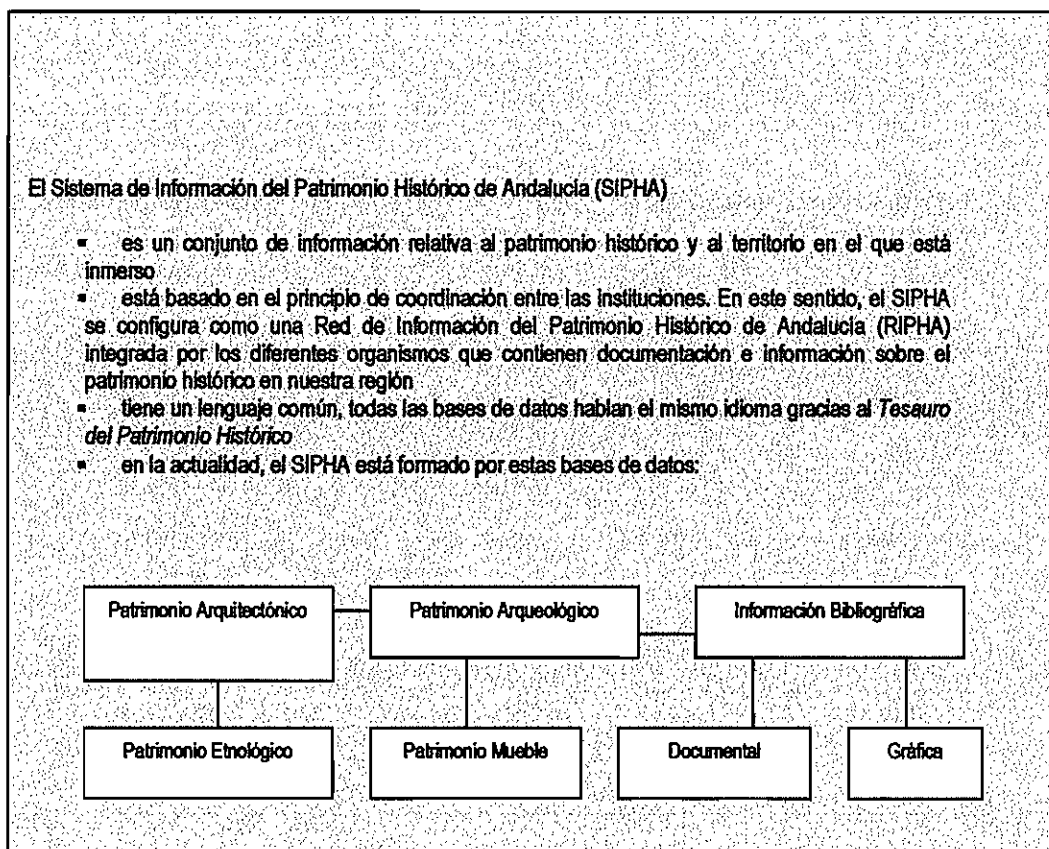 El Sistema de Información del Patrimonio Histórico de Andalucía (SIPHA)
▪ es un conjunto de información relativa al patrimonio histórico y al territorio en el que está
inmerso
▪ está basado en el principio de coordinación entre las instituciones. En este sentido, el SIPHA
se configura como una Red de Información del Patrimonio Histórico de Andalucía (RIPHA)
integrada por los diferentes organismos que contienen documentación e información sobre el
patrimonio histórico en nuestra región
▪ tiene un lenguaje común, todas las bases de datos hablan el mismo idioma gracias al Tesauro
del Patrimonio Histórico
▪ en la actualidad, el SIPHA está formado por estas bases de datos:
Patrimonio Arquitectónico
Patrimonio Arqueológico
Información Bibliográfica
Patrimonio Etnológico
Patrimonio Mueble
Documental
Gráfica